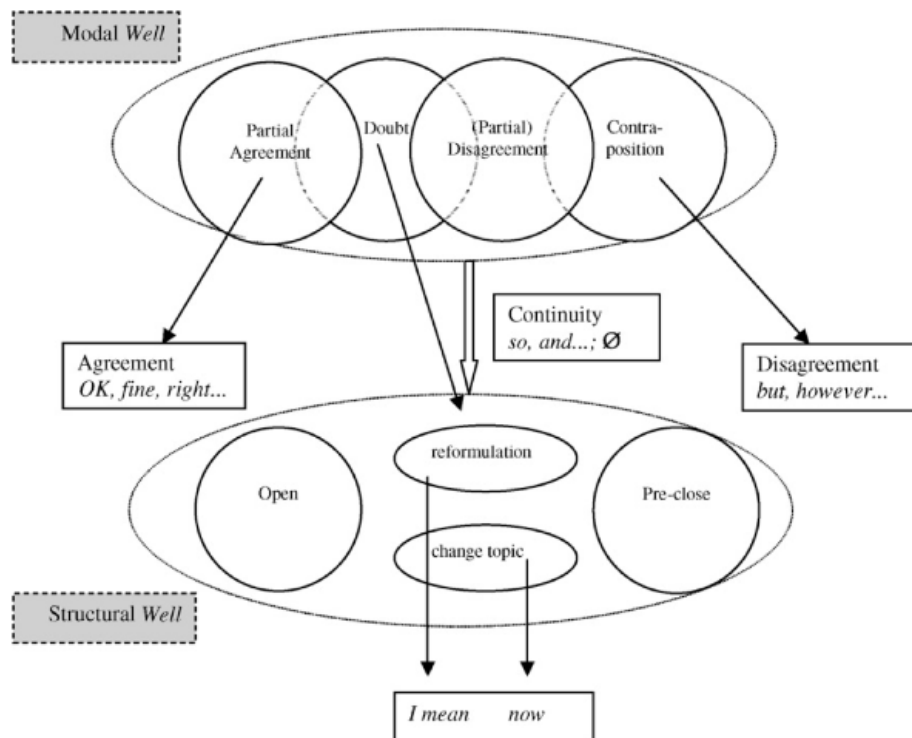 Modal Well
Partial
Agreement
Doubt
(Partial)
Disagreement
Contra-
position
Continuity
so, and...; Ø
Agreement
OK, fine, right...
Disagreement
but, however...
reformulation
Open
Pre-close
change topic
Structural Well
I mean now